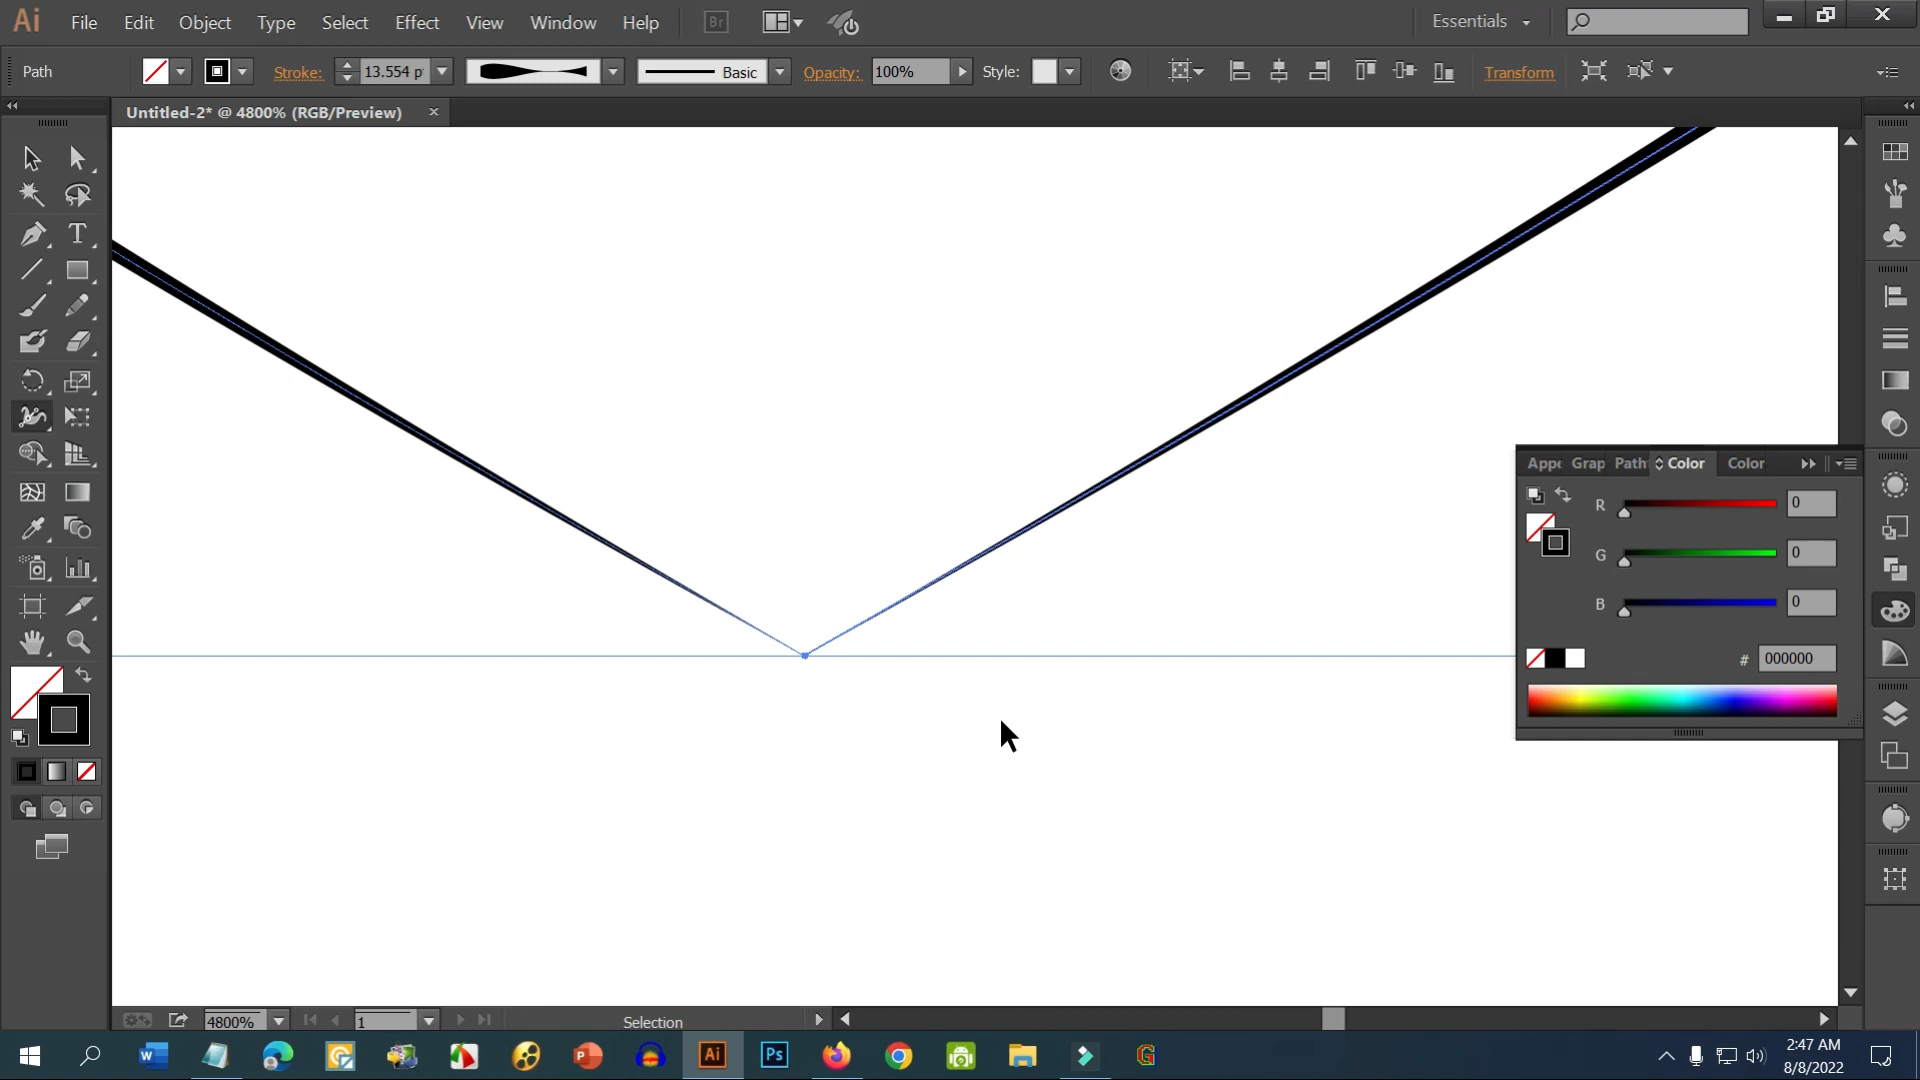 Ai File Edit Object Type Select Effect View Window Help Br Essentials
Path Stroke: 13.554 p Basic Opacity: 100% Style: Transform
Untitled-2* @ 4800% (RGB/Preview) ×
T
Appe Grap Path Color Color
R 0
G 0
B 0
# 000000
4800% 1 Selection
W P Ai Ps G 2:47 AM
8/8/2022